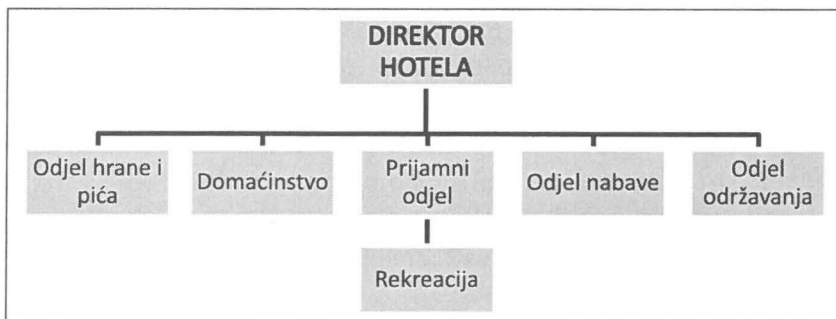 DIREKTOR
HOTELA
Odjel hrane i
pića
Domaćinstvo
Prijamni
odjel
Odjel nabave
Odjel
održavanja
Rekreacija